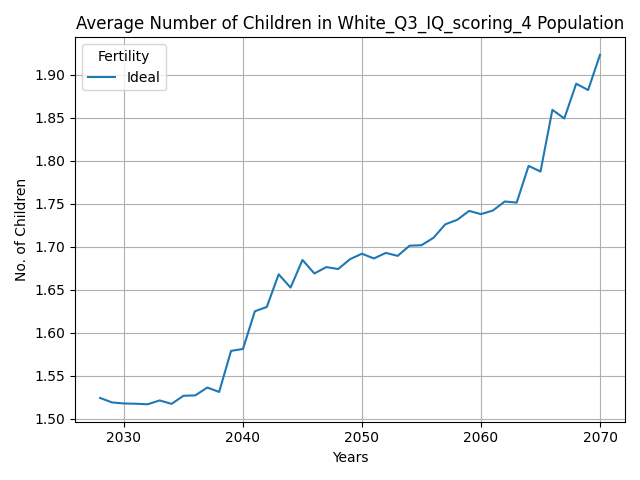 Average Number of Children in White_Q3_IQ_scoring_4 Population
Fertility
Ideal
No. of Children
1.90
1.85
1.80
1.75
1.70
1.65
1.60
1.55
1.50
2030 2040 2050 2060 2070
Years